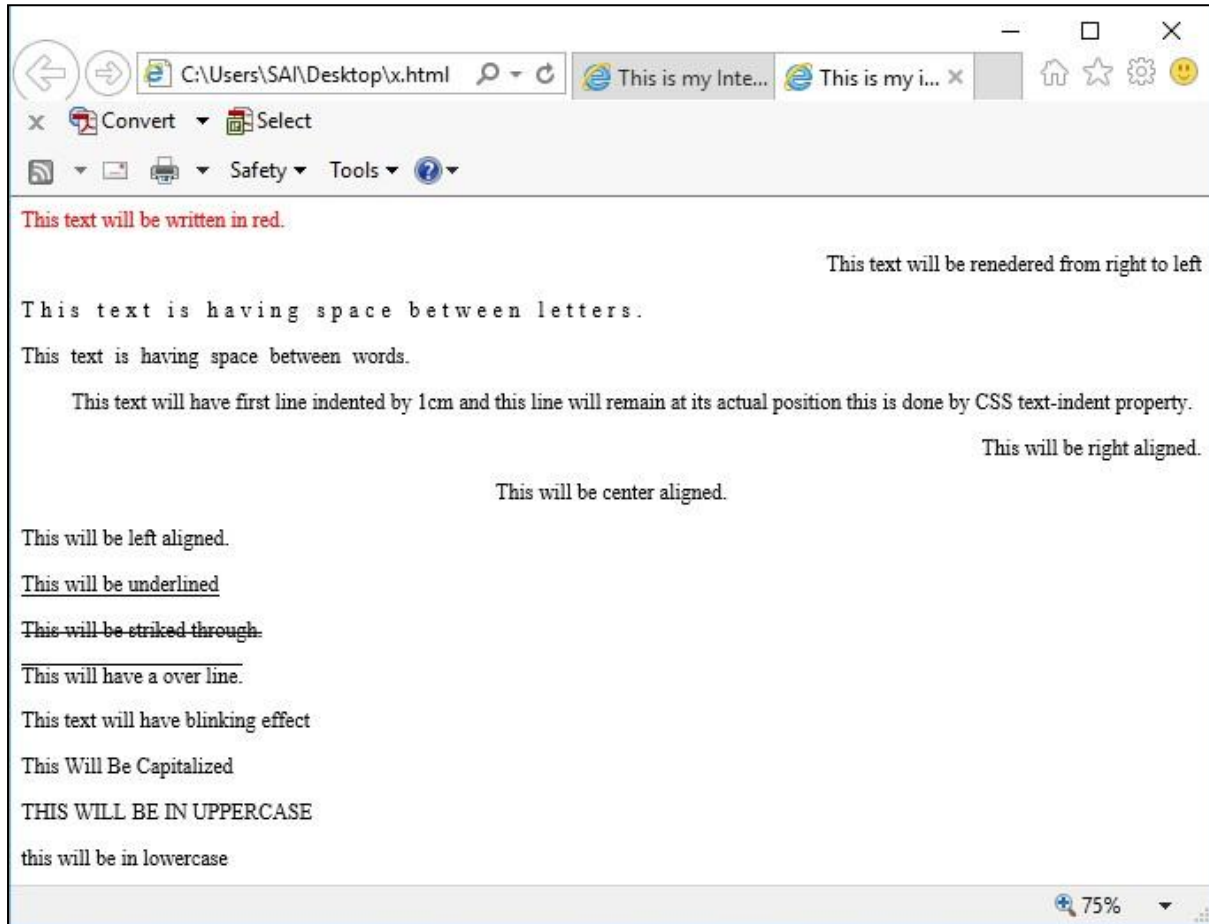 C:\Users\SAI\Desktop\x.html This is my Inte... This is my i...
Convert Select
Safety Tools
This text will be written in red.
This text will be renedered from right to left
This text is having space between letters.
This text is having space between words.
This text will have first line indented by 1cm and this line will remain at its actual position this is done by CSS text-indent property.
This will be right aligned.
This will be center aligned.
This will be left aligned.
This will be underlined
This will be striked through.
This will have a over line.
This text will have blinking effect
This Will Be Capitalized
THIS WILL BE IN UPPERCASE
this will be in lowercase
75%